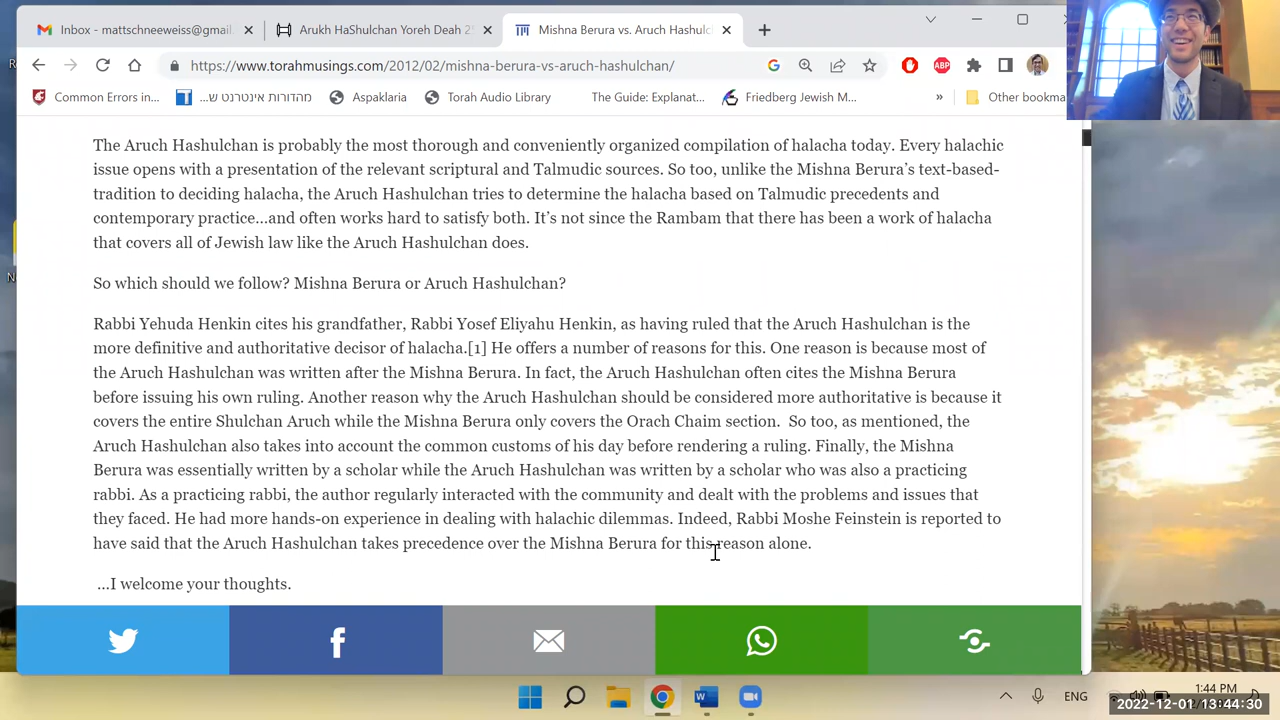 Inbox - mattschneeweiss@gmail.
Arukh HaShulchan Yoreh Deah 2
Mishna Berura vs. Aruch Hashulc
https://www.torahmusings.com/2012/02/mishna-berura-vs-aruch-hashulchan/
Common Errors in...
מהדורות אינטרנט ש...
Aspaklaria
Torah Audio Library
The Guide: Explanat...
Friedberg Jewish M...
»
Other bookma
The Aruch Hashulchan is probably the most thorough and conveniently organized compilation of halacha today. Every halachic
issue opens with a presentation of the relevant scriptural and Talmudic sources. So too, unlike the Mishna Berura’s text-based-
tradition to deciding halacha, the Aruch Hashulchan tries to determine the halacha based on Talmudic precedents and
contemporary practice…and often works hard to satisfy both. It’s not since the Rambam that there has been a work of halacha
that covers all of Jewish law like the Aruch Hashulchan does.
So which should we follow? Mishna Berura or Aruch Hashulchan?
Rabbi Yehuda Henkin cites his grandfather, Rabbi Yosef Eliyahu Henkin, as having ruled that the Aruch Hashulchan is the
more definitive and authoritative decisor of halacha.[1] He offers a number of reasons for this. One reason is because most of
the Aruch Hashulchan was written after the Mishna Berura. In fact, the Aruch Hashulchan often cites the Mishna Berura
before issuing his own ruling. Another reason why the Aruch Hashulchan should be considered more authoritative is because it
covers the entire Shulchan Aruch while the Mishna Berura only covers the Orach Chaim section.  So too, as mentioned, the
Aruch Hashulchan also takes into account the common customs of his day before rendering a ruling. Finally, the Mishna
Berura was essentially written by a scholar while the Aruch Hashulchan was written by a scholar who was also a practicing
rabbi. As a practicing rabbi, the author regularly interacted with the community and dealt with the problems and issues that
they faced. He had more hands-on experience in dealing with halachic dilemmas. Indeed, Rabbi Moshe Feinstein is reported to
have said that the Aruch Hashulchan takes precedence over the Mishna Berura for this reason alone.
…I welcome your thoughts.
ENG
1:44 PM
2022-12-01 13:44:30